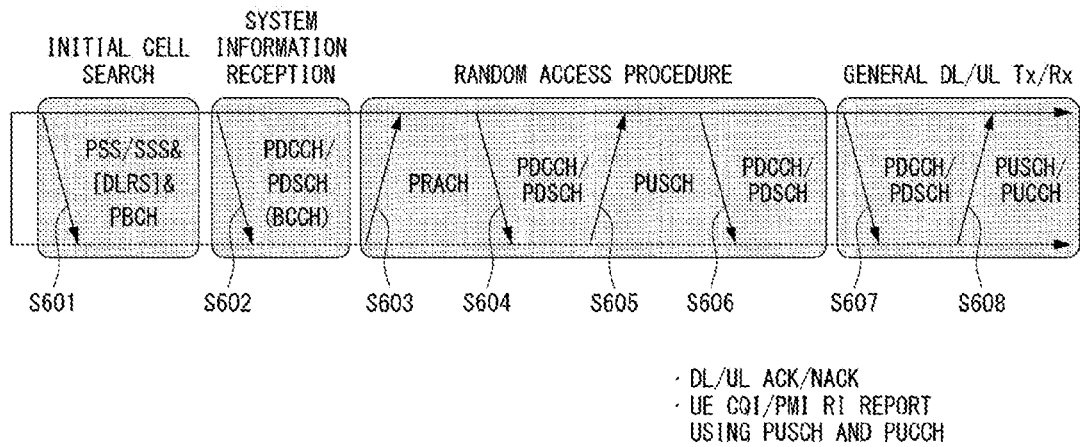 INITIAL CELL
SEARCH
SYSTEM
INFORMATION
RECEPTION
RANDOM ACCESS PROCEDURE
GENERAL DL/UL Tx/Rx
PSS/SSS&
[DLRS]&
PBCH
PDCCH/
PDSCH
(BCCH)
PRACH
PDCCH/
PDSCH
PUSCH
PDCCH/
PDSCH
PDCCH/
PDSCH
PUSCH/
PUCCH
S601
S602
S603
S604
S605
S606
S607
S608
· DL/UL ACK/NACK
· UE CQI/PMI RI REPORT
USING PUSCH AND PUCCH